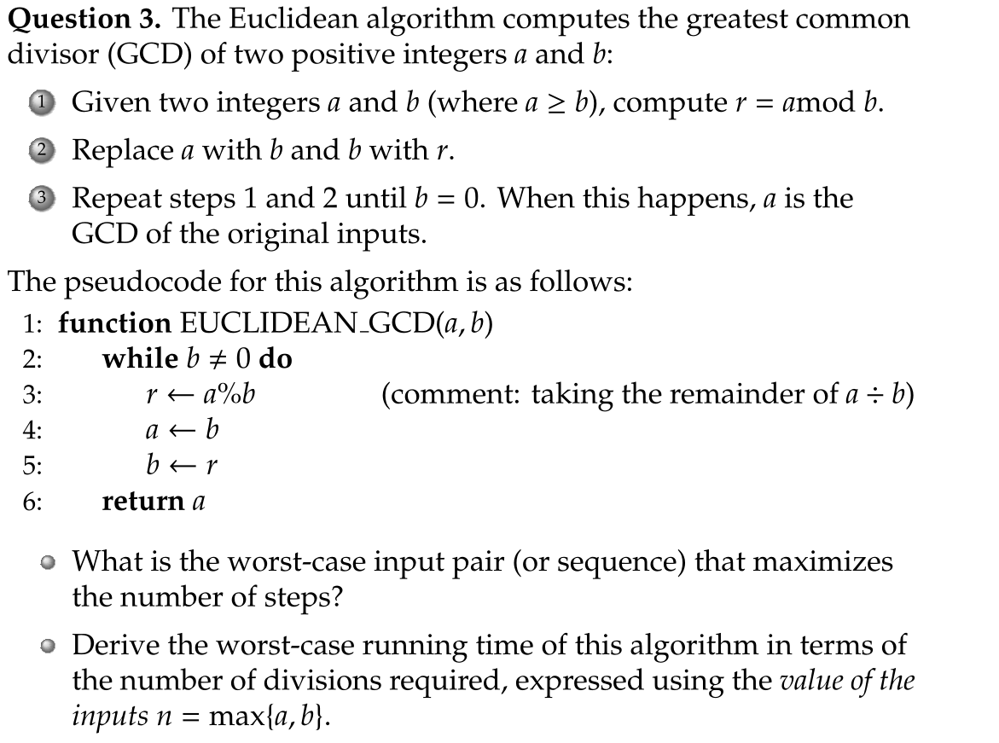 Question 3. The Euclidean algorithm computes the greatest common
divisor (GCD) of two positive integers a and b:
1 Given two integers a and b (where a ≥ b), compute r = amod b.
2 Replace a with b and b with r.
3 Repeat steps 1 and 2 until b = 0. When this happens, a is the
GCD of the original inputs.
The pseudocode for this algorithm is as follows:
1: function EUCLIDEAN_GCD(a, b)
2: while b ≠ 0 do
3: r ← a%b (comment: taking the remainder of a ÷ b)
4: a ← b
5: b ← r
6: return a
What is the worst-case input pair (or sequence) that maximizes
the number of steps?
Derive the worst-case running time of this algorithm in terms of
the number of divisions required, expressed using the value of the
inputs n = max{a, b}.